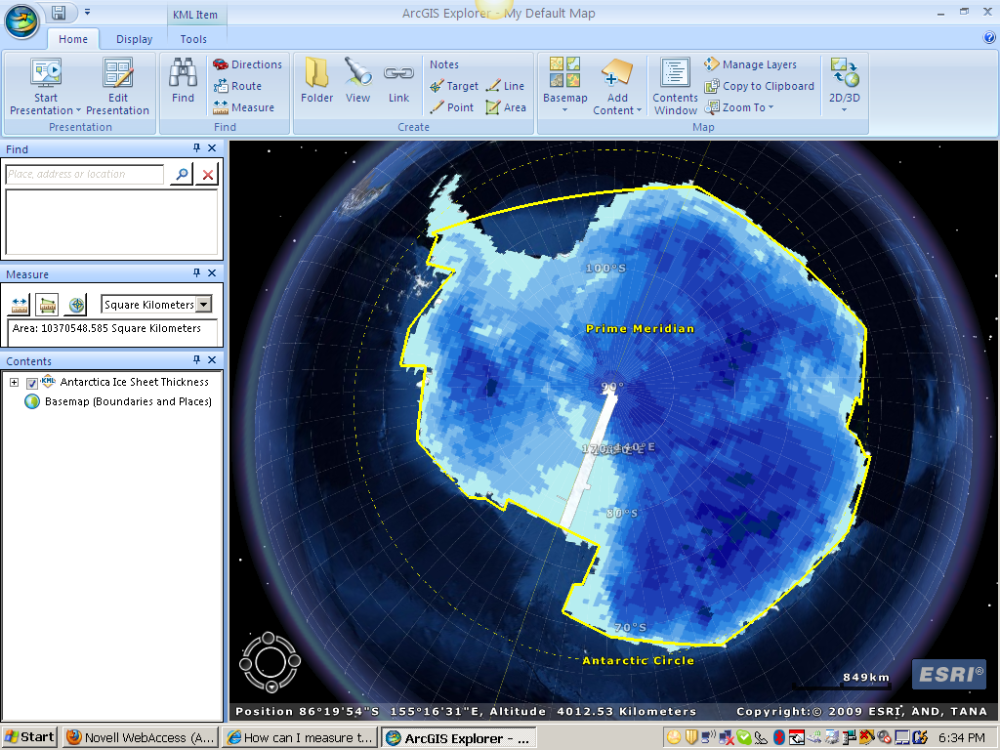 KML Item
ArcGIS Explorer - My Default Map
Home
Display
Tools
Start Presentation
Edit Presentation
Presentation
Find
Directions
Route
Measure
Find
Folder
View
Link
Notes
Target
Line
Point
Area
Create
Basemap
Add Content
Contents Window
Manage Layers
Copy to Clipboard
Zoom To
Map
2D/3D
Find
Place, address or location
Measure
Square Kilometers
Area: 10370548.585 Square Kilometers
Contents
KML Antarctica Ice Sheet Thickness
Basemap (Boundaries and Places)
100°S
Prime Meridian
90°
140°E
80°S
70°S
Antarctic Circle
849km
ESRI®
Position 86°19'54"S 155°16'31"E, Altitude 4012.53 Kilometers
Copyright:© 2009 ESRI, AND, TANA
Start
Novell WebAccess (A...
How can I measure t...
ArcGIS Explorer - ...
6:34 PM